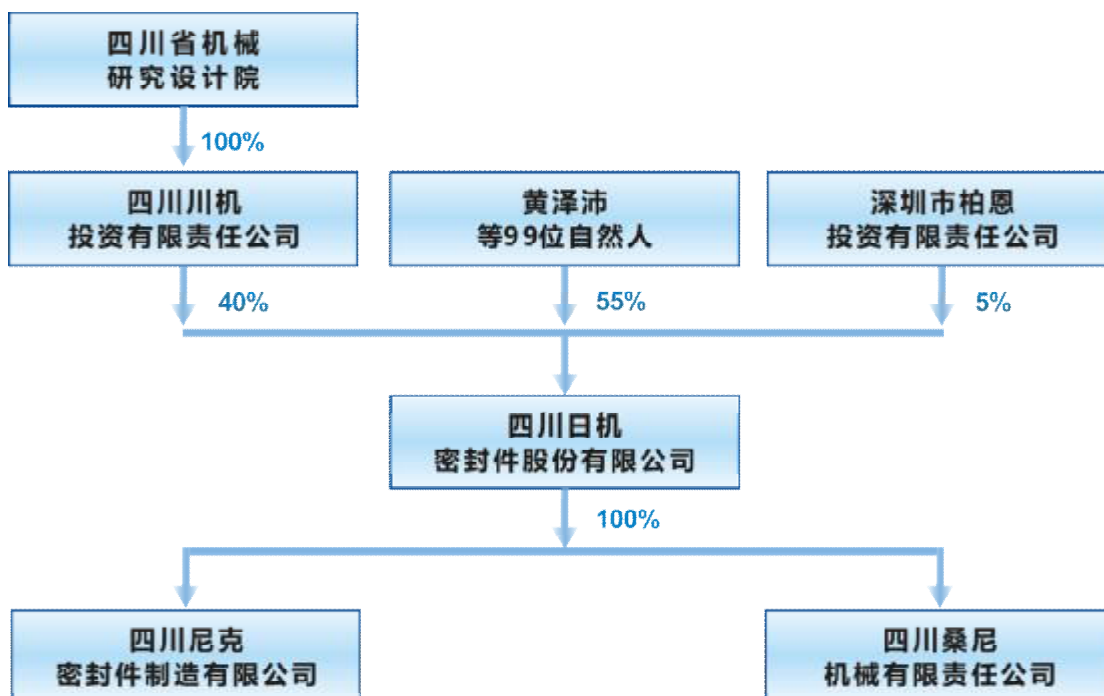 四川省机械
研究设计院
100%
四川川机
投资有限责任公司
黄泽沛
等99位自然人
深圳市柏恩
投资有限责任公司
40%
55%
5%
四川日机
密封件股份有限公司
100%
四川尼克
密封件制造有限公司
四川桑尼
机械有限责任公司